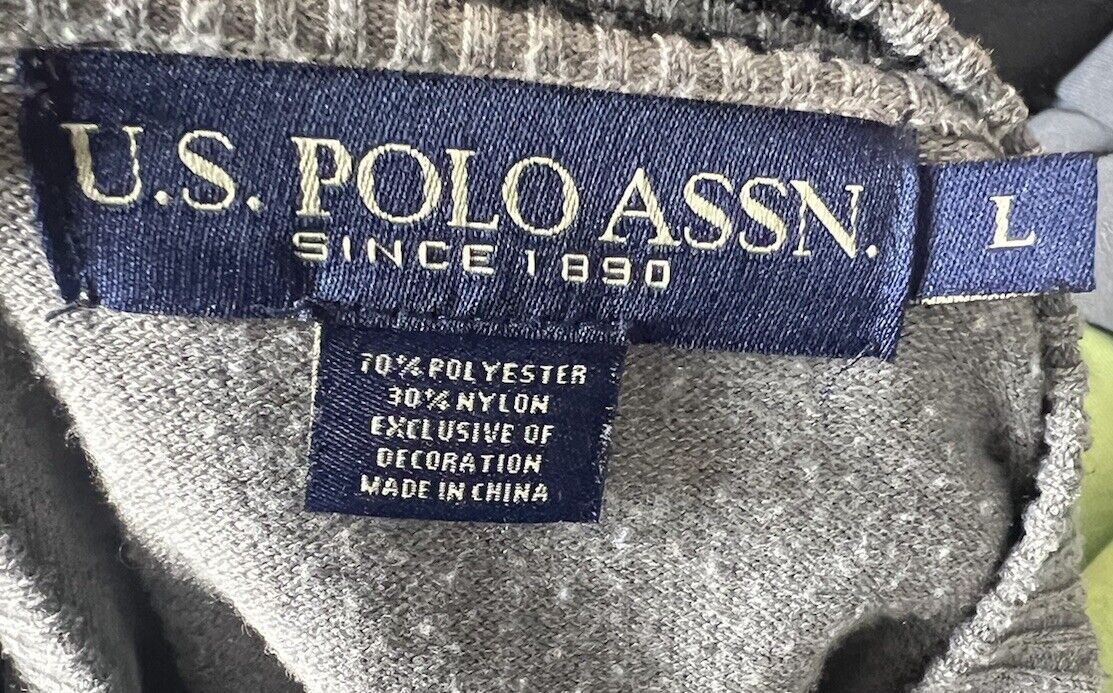 U.S. POLO ASSN.
SINCE 1890
L
70% POLYESTER
30% NYLON
EXCLUSIVE OF
DECORATION
MADE IN CHINA